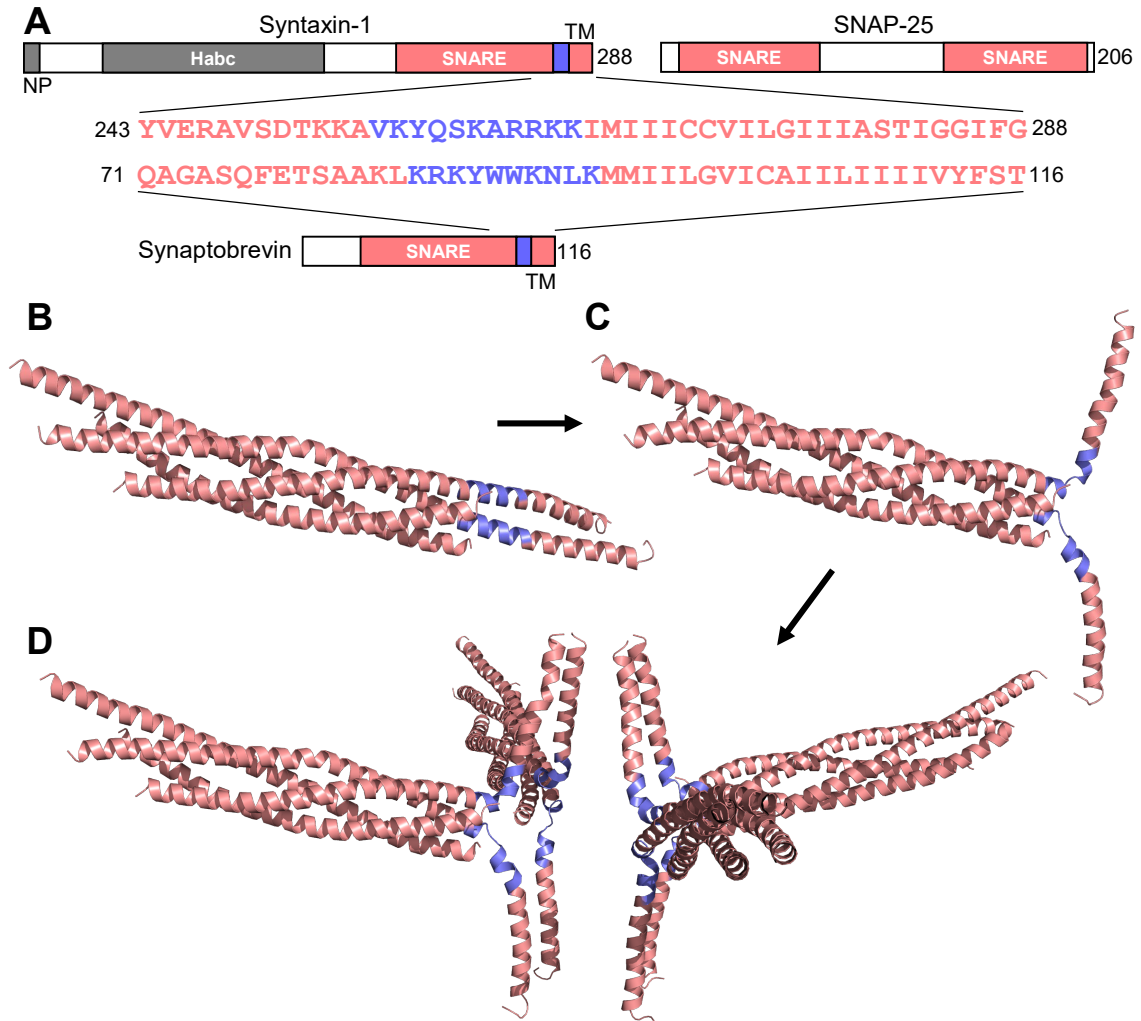 A
Syntaxin-1
SNAP-25
TM
Habc
SNARE
288
SNARE
SNARE
206
NP
243 YVERAVSDTKKAVKYQSKARRKKIMIIICCVILGIIIASTIGGIFG 288
71 QAGASQFETSAAKLKRKYWWKNLKMMIILGVICAIILIIIIVYFST 116
Synaptobrevin
SNARE
116
TM
B
C
D